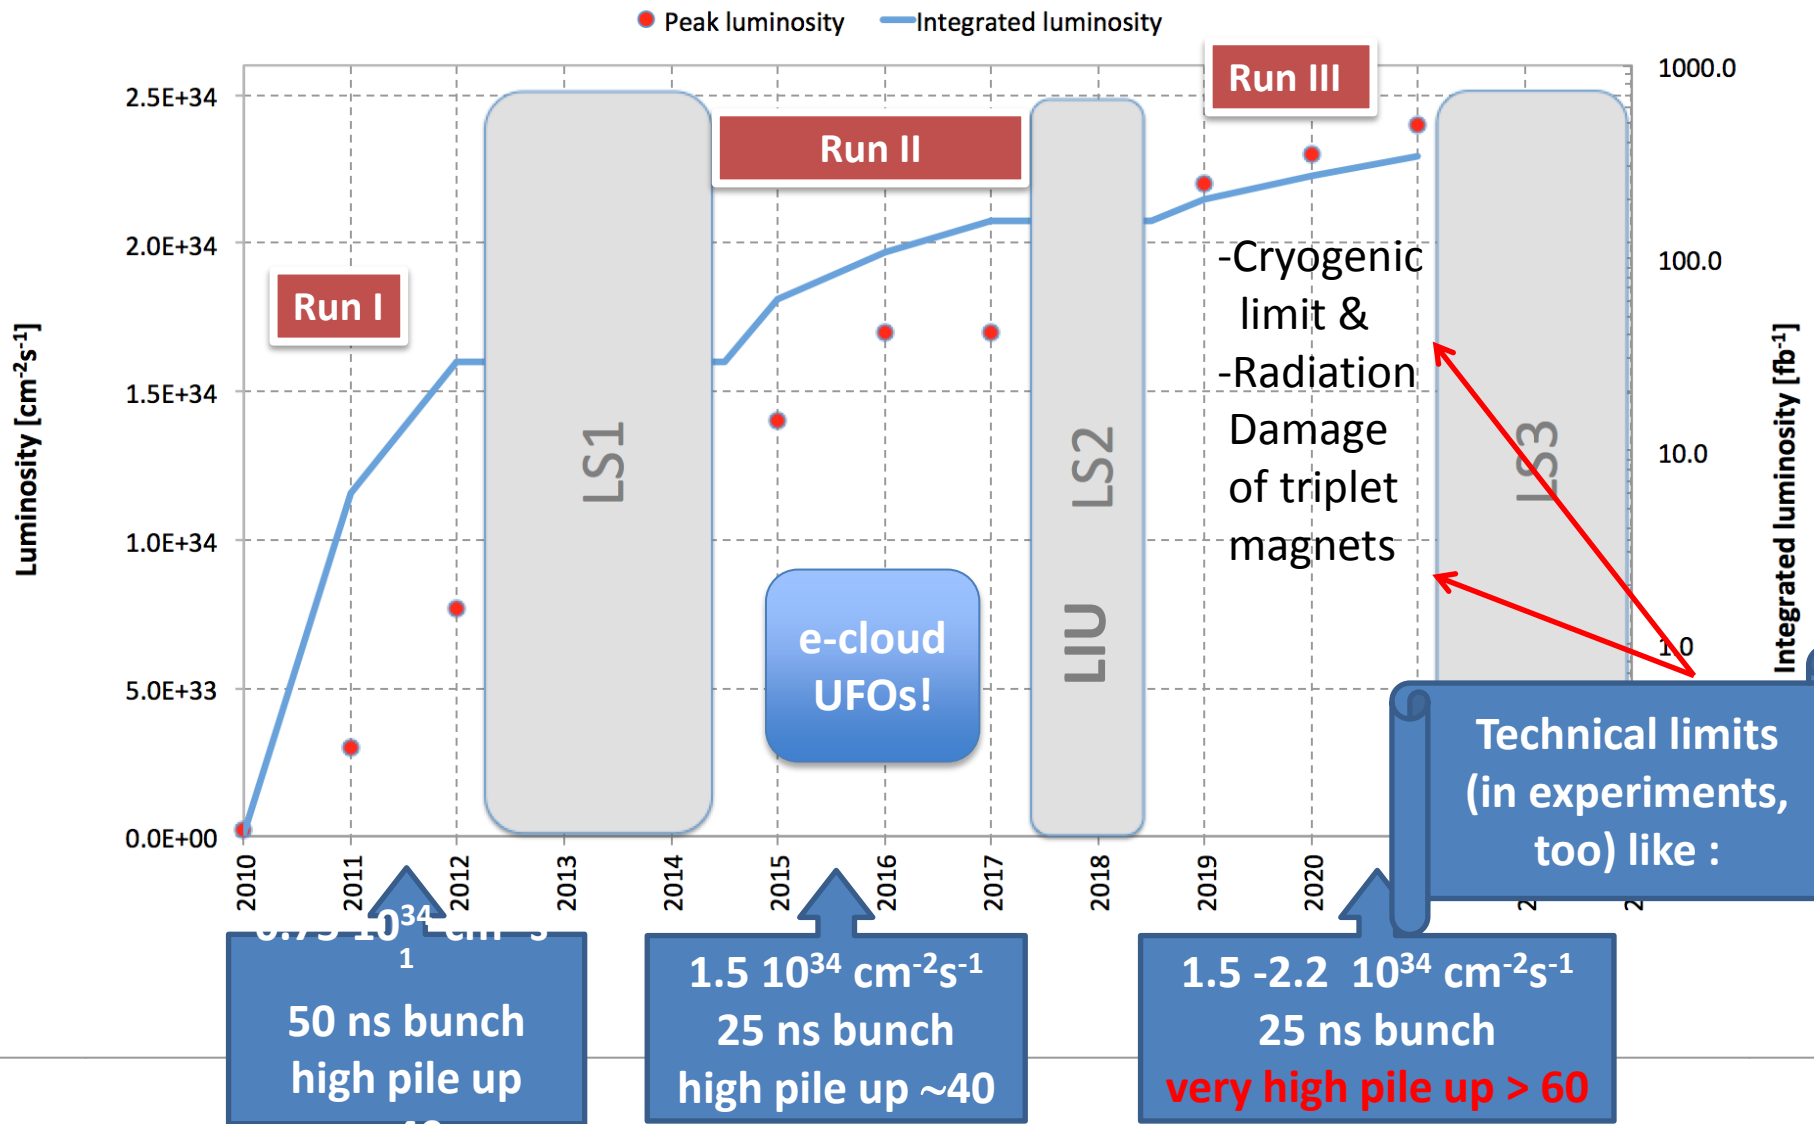 Peak luminosity Integrated luminosity
Run III
Run II
Run I
Luminosity [cm⁻²s⁻¹]
2.5E+34
2.0E+34
1.5E+34
1.0E+34
5.0E+33
0.0E+00
1000.0
100.0
10.0
1.0
Integrated luminosity [fb⁻¹]
LS1
LS2
LIU
LS3
-Cryogenic
limit &
-Radiation
Damage
of triplet
magnets
e-cloud
UFOs!
Technical limits
(in experiments,
too) like :
2010 2011 2012 2013 2014 2015 2016 2017 2018 2019 2020
10³⁴ cm s
1
50 ns bunch
high pile up
1.5 10³⁴ cm⁻²s⁻¹
25 ns bunch
high pile up ~40
1.5 -2.2 10³⁴ cm⁻²s⁻¹
25 ns bunch
very high pile up > 60